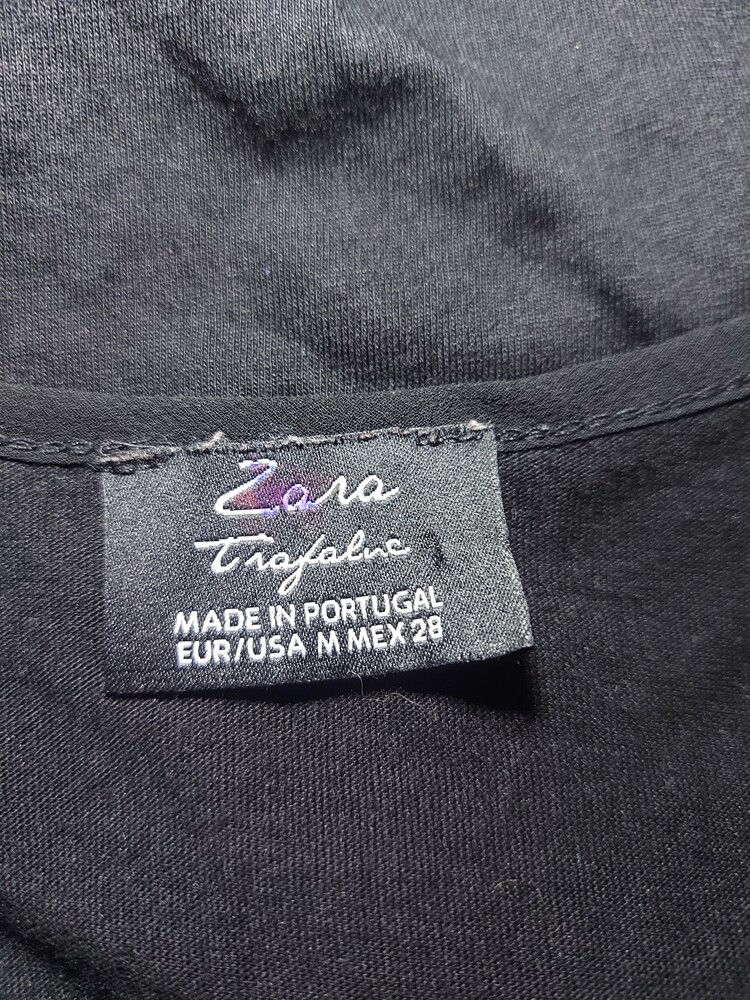 Zara
Trafaluc
MADE IN PORTUGAL
EUR/USA M MEX 28